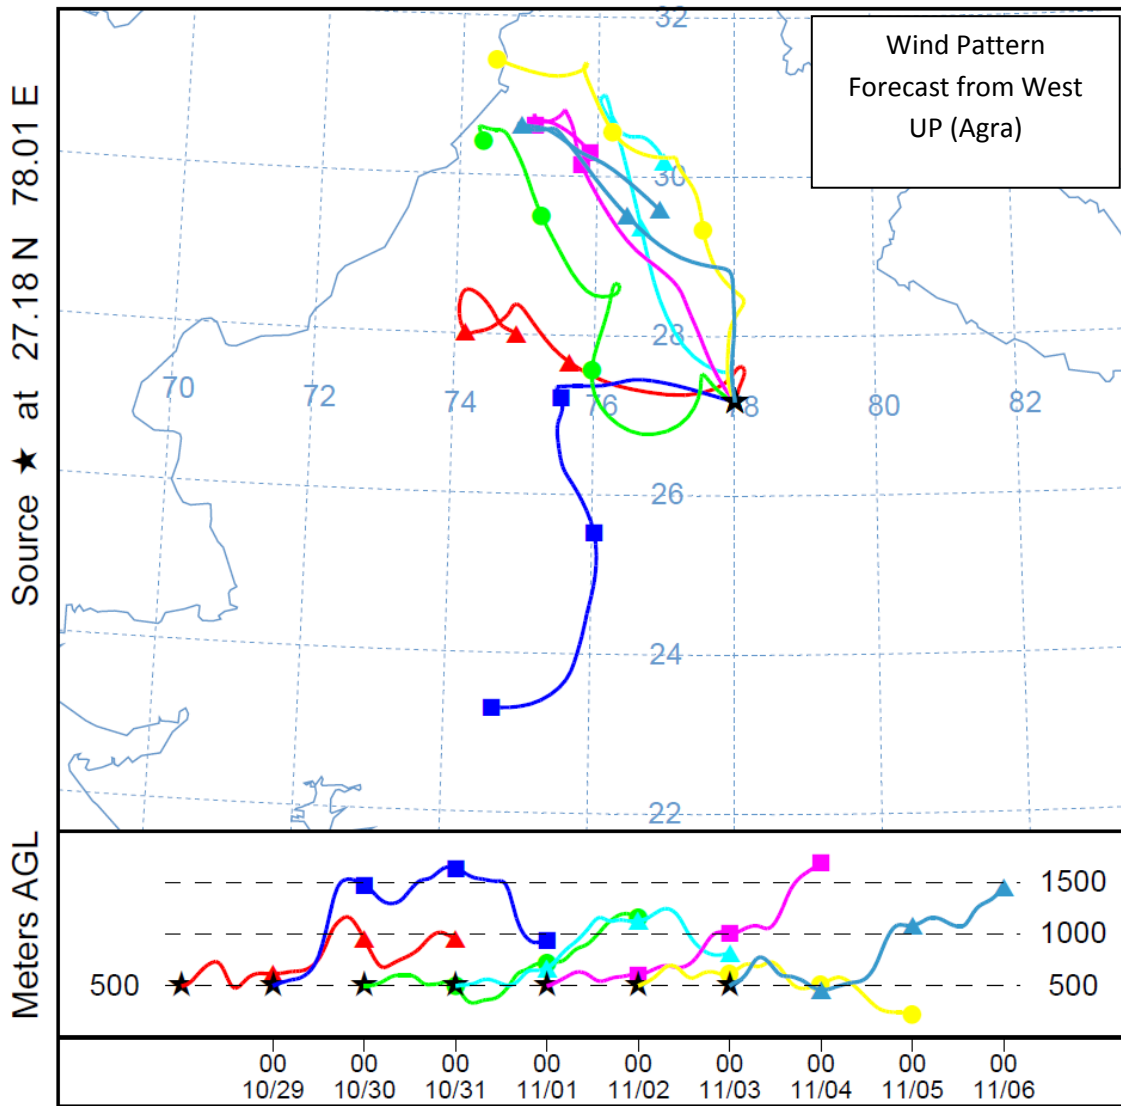 Source ★ at 27.18 N 78.01 E
Wind Pattern
Forecast from West
UP (Agra)
32
30
28
70 72 74 76 78 80 82
26
24
22
Meters AGL
1500
1000
500 500
00 00 00 00 00 00 00 00 00
10/29 10/30 10/31 11/01 11/02 11/03 11/04 11/05 11/06